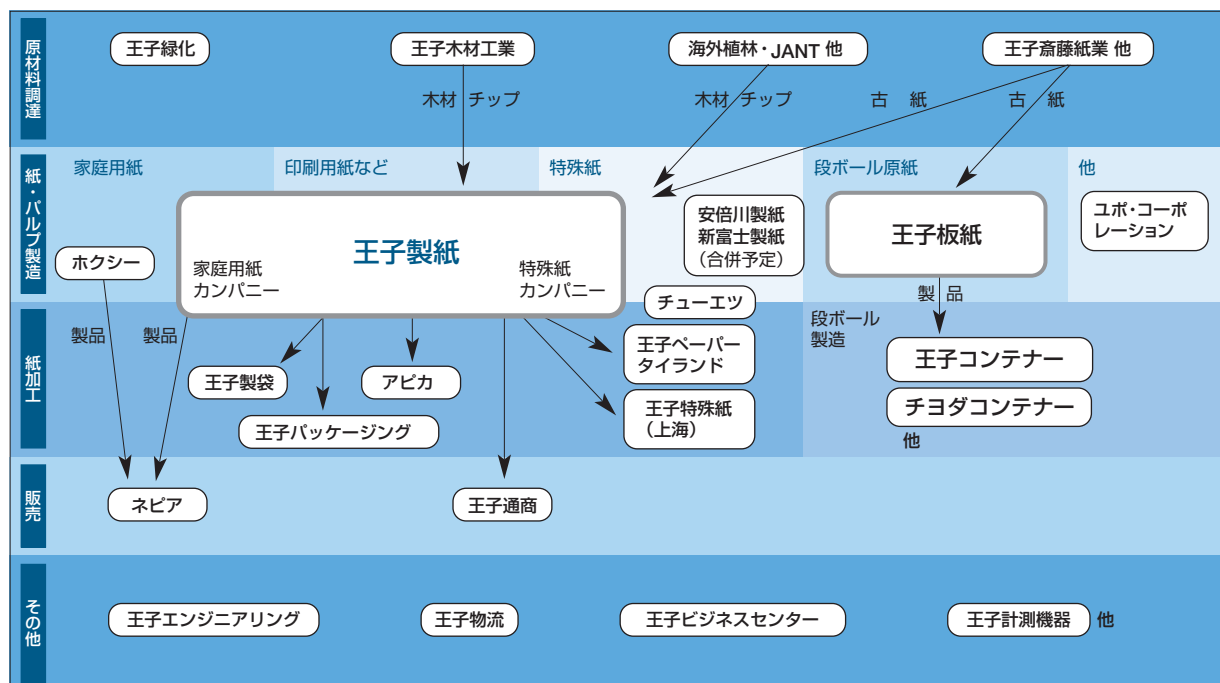 原材料調達
王子緑化
王子木材工業
海外植林・JANT 他
王子斎藤紙業 他
木材 チップ
木材 チップ
古 紙
古 紙
紙・パルプ製造
家庭用紙
印刷用紙など
特殊紙
段ボール原紙
他
王子製紙
家庭用紙
カンパニー
特殊紙
カンパニー
ホクシー
安倍川製紙
新富士製紙
（合併予定）
王子板紙
ユポ・コーポ
レーション
チューエツ
製 品
紙加工
製品
製品
王子製袋
アピカ
王子パッケージング
王子ペーパー
タイランド
王子特殊紙
（上海）
段ボール
製造
王子コンテナー
チヨダコンテナー
他
販売
ネピア
王子通商
その他
王子エンジニアリング
王子物流
王子ビジネスセンター
王子計測機器 他